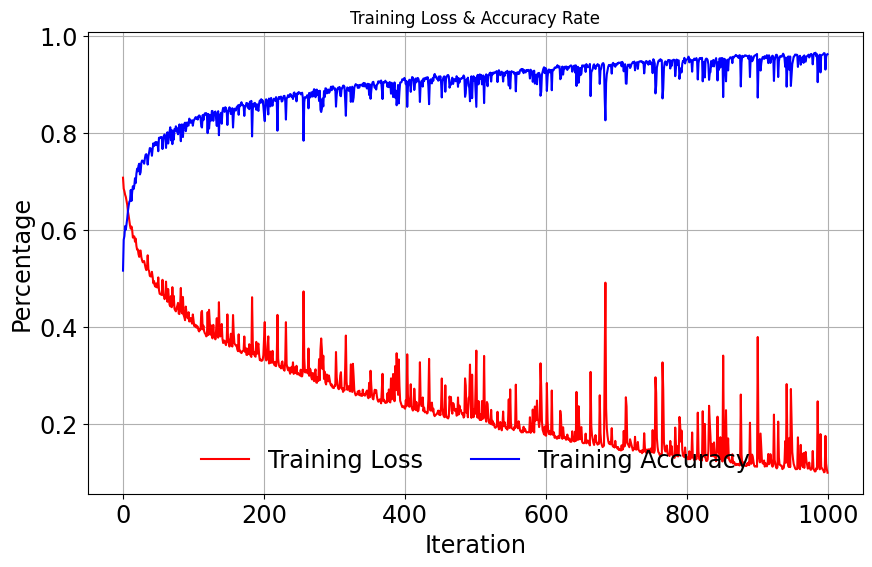 Training Loss & Accuracy Rate
1.0
0.8
0.6
0.4
0.2
Percentage
0 200 400 600 800 1000
Iteration
Training Loss Training Accuracy